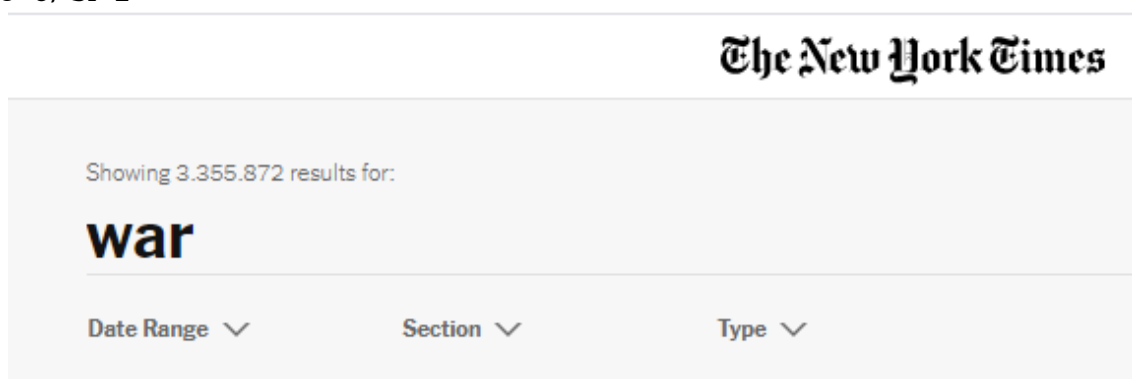 The New York Times
Showing 3.355.872 results for:
war
Date Range Section Type